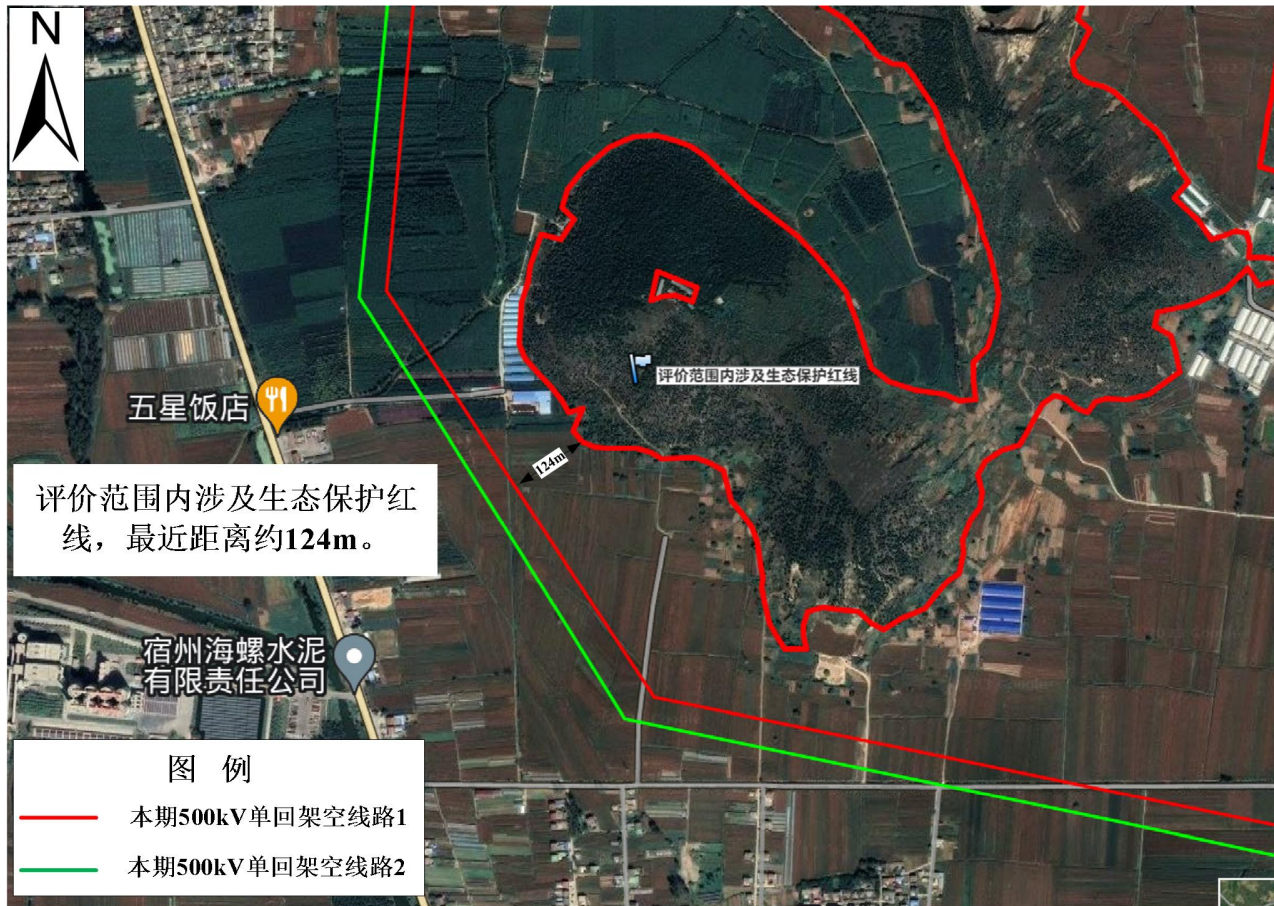 N
评价范围内涉及生态保护红线
五星饭店
124m
评价范围内涉及生态保护红
线，最近距离约124m。
宿州海螺水泥
有限责任公司
图 例
本期500kV单回架空线路1
本期500kV单回架空线路2